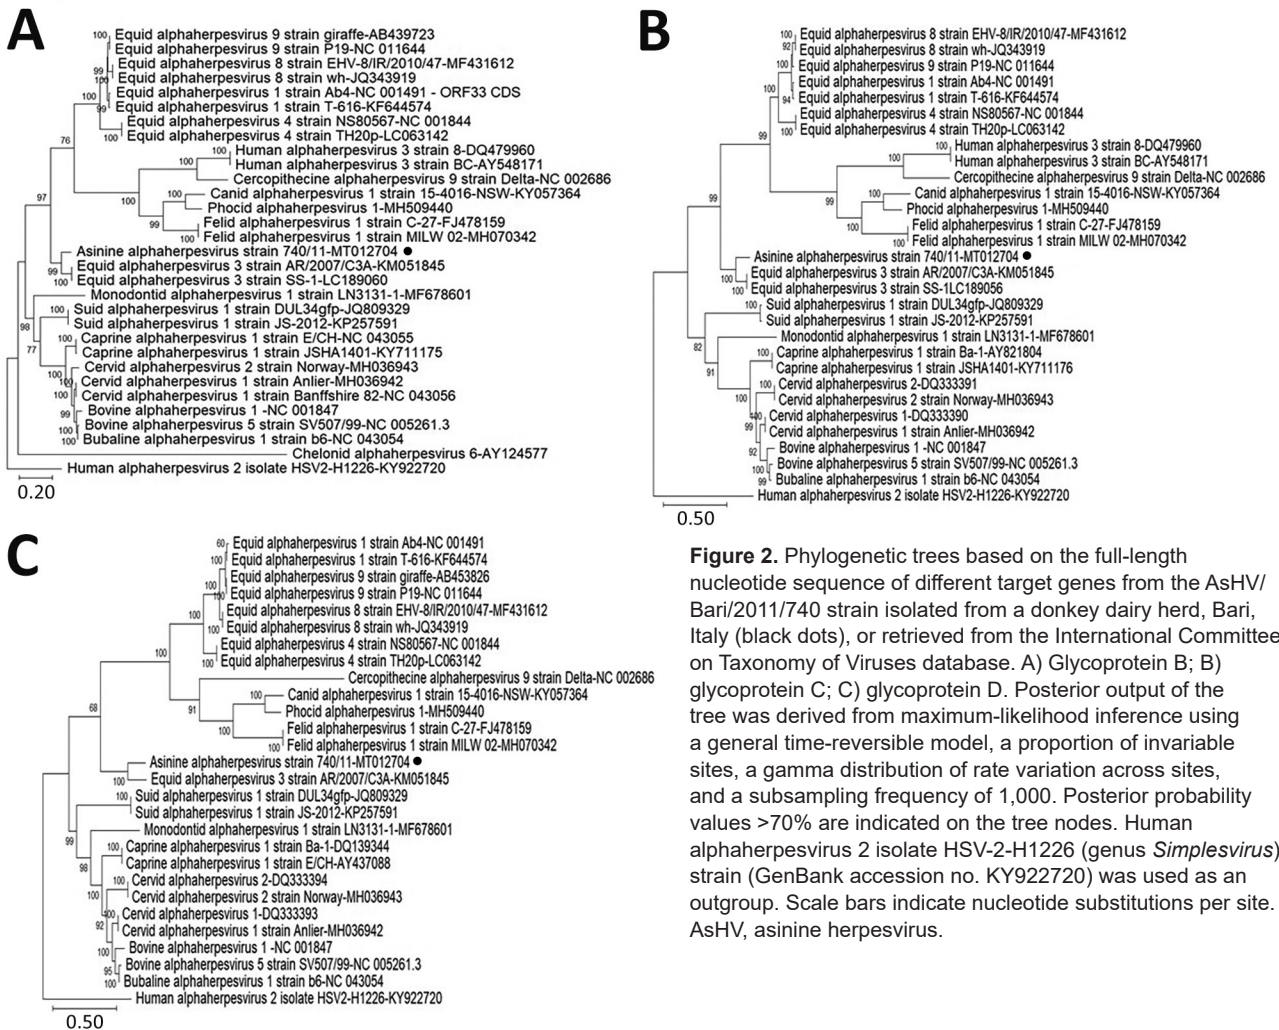 A
Equid alphaherpesvirus 9 strain giraffe-AB439723
Equid alphaherpesvirus 9 strain P19-NC 011644
Equid alphaherpesvirus 8 strain EHV-8/IR/2010/47-MF431612
Equid alphaherpesvirus 8 strain wh-JQ343919
Equid alphaherpesvirus 1 strain Ab4-NC 001491 - ORF33 CDS
Equid alphaherpesvirus 1 strain T-616-KF644574
Equid alphaherpesvirus 4 strain NS80567-NC 001844
Equid alphaherpesvirus 4 strain TH20p-LC063142
Human alphaherpesvirus 3 strain 8-DQ479960
Human alphaherpesvirus 3 strain BC-AY548171
Cercopithecine alphaherpesvirus 9 strain Delta-NC 002686
Canid alphaherpesvirus 1 strain 15-4016-NSW-KY057364
Phocid alphaherpesvirus 1-MH509440
Felid alphaherpesvirus 1 strain C-27-FJ478159
Felid alphaherpesvirus 1 strain MILW 02-MH070342
Asinine alphaherpesvirus strain 740/11-MT012704
Equid alphaherpesvirus 3 strain AR/2007/C3A-KM051845
Equid alphaherpesvirus 3 strain SS-1-LC189060
Monodontid alphaherpesvirus 1 strain LN3131-1-MF678601
Suid alphaherpesvirus 1 strain DUL34gfp-JQ809329
Suid alphaherpesvirus 1 strain JS-2012-KP257591
Caprine alphaherpesvirus 1 strain E/CH-NC 043055
Caprine alphaherpesvirus 1 strain JSHA1401-KY711175
Cervid alphaherpesvirus 2 strain Norway-MH036943
Cervid alphaherpesvirus 1 strain Anlier-MH036942
Cervid alphaherpesvirus 1 strain Banffshire 82-NC 043056
Bovine alphaherpesvirus 1 -NC 001847
Bovine alphaherpesvirus 5 strain SV507/99-NC 005261.3
Bubaline alphaherpesvirus 1 strain b6-NC 043054
Chelonid alphaherpesvirus 6-AY124577
Human alphaherpesvirus 2 isolate HSV2-H1226-KY922720
100
99
100
100
99
100
76
100
100
100
100
99
100
97
99
100
100
98
77
100
100
100
100
99
100
0.20
B
Equid alphaherpesvirus 8 strain EHV-8/IR/2010/47-MF431612
Equid alphaherpesvirus 8 strain wh-JQ343919
Equid alphaherpesvirus 9 strain P19-NC 011644
Equid alphaherpesvirus 1 strain Ab4-NC 001491
Equid alphaherpesvirus 1 strain T-616-KF644574
Equid alphaherpesvirus 4 strain NS80567-NC 001844
Equid alphaherpesvirus 4 strain TH20p-LC063142
Human alphaherpesvirus 3 strain 8-DQ479960
Human alphaherpesvirus 3 strain BC-AY548171
Cercopithecine alphaherpesvirus 9 strain Delta-NC 002686
Canid alphaherpesvirus 1 strain 15-4016-NSW-KY057364
Phocid alphaherpesvirus 1-MH509440
Felid alphaherpesvirus 1 strain C-27-FJ478159
Felid alphaherpesvirus 1 strain MILW 02-MH070342
Asinine alphaherpesvirus strain 740/11-MT012704
Equid alphaherpesvirus 3 strain AR/2007/C3A-KM051845
Equid alphaherpesvirus 3 strain SS-1LC189056
Suid alphaherpesvirus 1 strain DUL34gfp-JQ809329
Suid alphaherpesvirus 1 strain JS-2012-KP257591
Monodontid alphaherpesvirus 1 strain LN3131-1-MF678601
Caprine alphaherpesvirus 1 strain Ba-1-AY821804
Caprine alphaherpesvirus 1 strain JSHA1401-KY711176
Cervid alphaherpesvirus 2-DQ333391
Cervid alphaherpesvirus 2 strain Norway-MH036943
Cervid alphaherpesvirus 1-DQ333390
Cervid alphaherpesvirus 1 strain Anlier-MH036942
Bovine alphaherpesvirus 1 -NC 001847
Bovine alphaherpesvirus 5 strain SV507/99-NC 005261.3
Bubaline alphaherpesvirus 1 strain b6-NC 043054
Human alphaherpesvirus 2 isolate HSV2-H1226-KY922720
100
92
100
94
100
100
99
100
100
100
99
99
100
99
99
100
100
82
91
100
100
100
99
92
100
99
0.50
C
Equid alphaherpesvirus 1 strain Ab4-NC 001491
Equid alphaherpesvirus 1 strain T-616-KF644574
Equid alphaherpesvirus 9 strain giraffe-AB453826
Equid alphaherpesvirus 9 strain P19-NC 011644
Equid alphaherpesvirus 8 strain EHV-8/IR/2010/47-MF431612
Equid alphaherpesvirus 8 strain wh-JQ343919
Equid alphaherpesvirus 4 strain NS80567-NC 001844
Equid alphaherpesvirus 4 strain TH20p-LC063142
Cercopithecine alphaherpesvirus 9 strain Delta-NC 002686
Canid alphaherpesvirus 1 strain 15-4016-NSW-KY057364
Phocid alphaherpesvirus 1-MH509440
Felid alphaherpesvirus 1 strain C-27-FJ478159
Felid alphaherpesvirus 1 strain MILW 02-MH070342
Asinine alphaherpesvirus strain 740/11-MT012704
Equid alphaherpesvirus 3 strain AR/2007/C3A-KM051845
Suid alphaherpesvirus 1 strain DUL34gfp-JQ809329
Suid alphaherpesvirus 1 strain JS-2012-KP257591
Monodontid alphaherpesvirus 1 strain LN3131-1-MF678601
Caprine alphaherpesvirus 1 strain Ba-1-DQ139344
Caprine alphaherpesvirus 1 strain E/CH-AY437088
Cervid alphaherpesvirus 2-DQ333394
Cervid alphaherpesvirus 2 strain Norway-MH036943
Cervid alphaherpesvirus 1-DQ333393
Cervid alphaherpesvirus 1 strain Anlier-MH036942
Bovine alphaherpesvirus 1 -NC 001847
Bovine alphaherpesvirus 5 strain SV507/99-NC 005261.3
Bubaline alphaherpesvirus 1 strain b6-NC 043054
Human alphaherpesvirus 2 isolate HSV2-H1226-KY922720
60
100
100
100
100
100
100
100
91
100
100
100
68
100
100
99
98
100
100
100
92
100
95
100
0.50
Figure 2. Phylogenetic trees based on the full-length
nucleotide sequence of different target genes from the AsHV/
Bari/2011/740 strain isolated from a donkey dairy herd, Bari,
Italy (black dots), or retrieved from the International Committee
on Taxonomy of Viruses database. A) Glycoprotein B; B)
glycoprotein C; C) glycoprotein D. Posterior output of the
tree was derived from maximum-likelihood inference using
a general time-reversible model, a proportion of invariable
sites, a gamma distribution of rate variation across sites,
and a subsampling frequency of 1,000. Posterior probability
values >70% are indicated on the tree nodes. Human
alphaherpesvirus 2 isolate HSV-2-H1226 (genus Simplesvirus)
strain (GenBank accession no. KY922720) was used as an
outgroup. Scale bars indicate nucleotide substitutions per site.
AsHV, asinine herpesvirus.